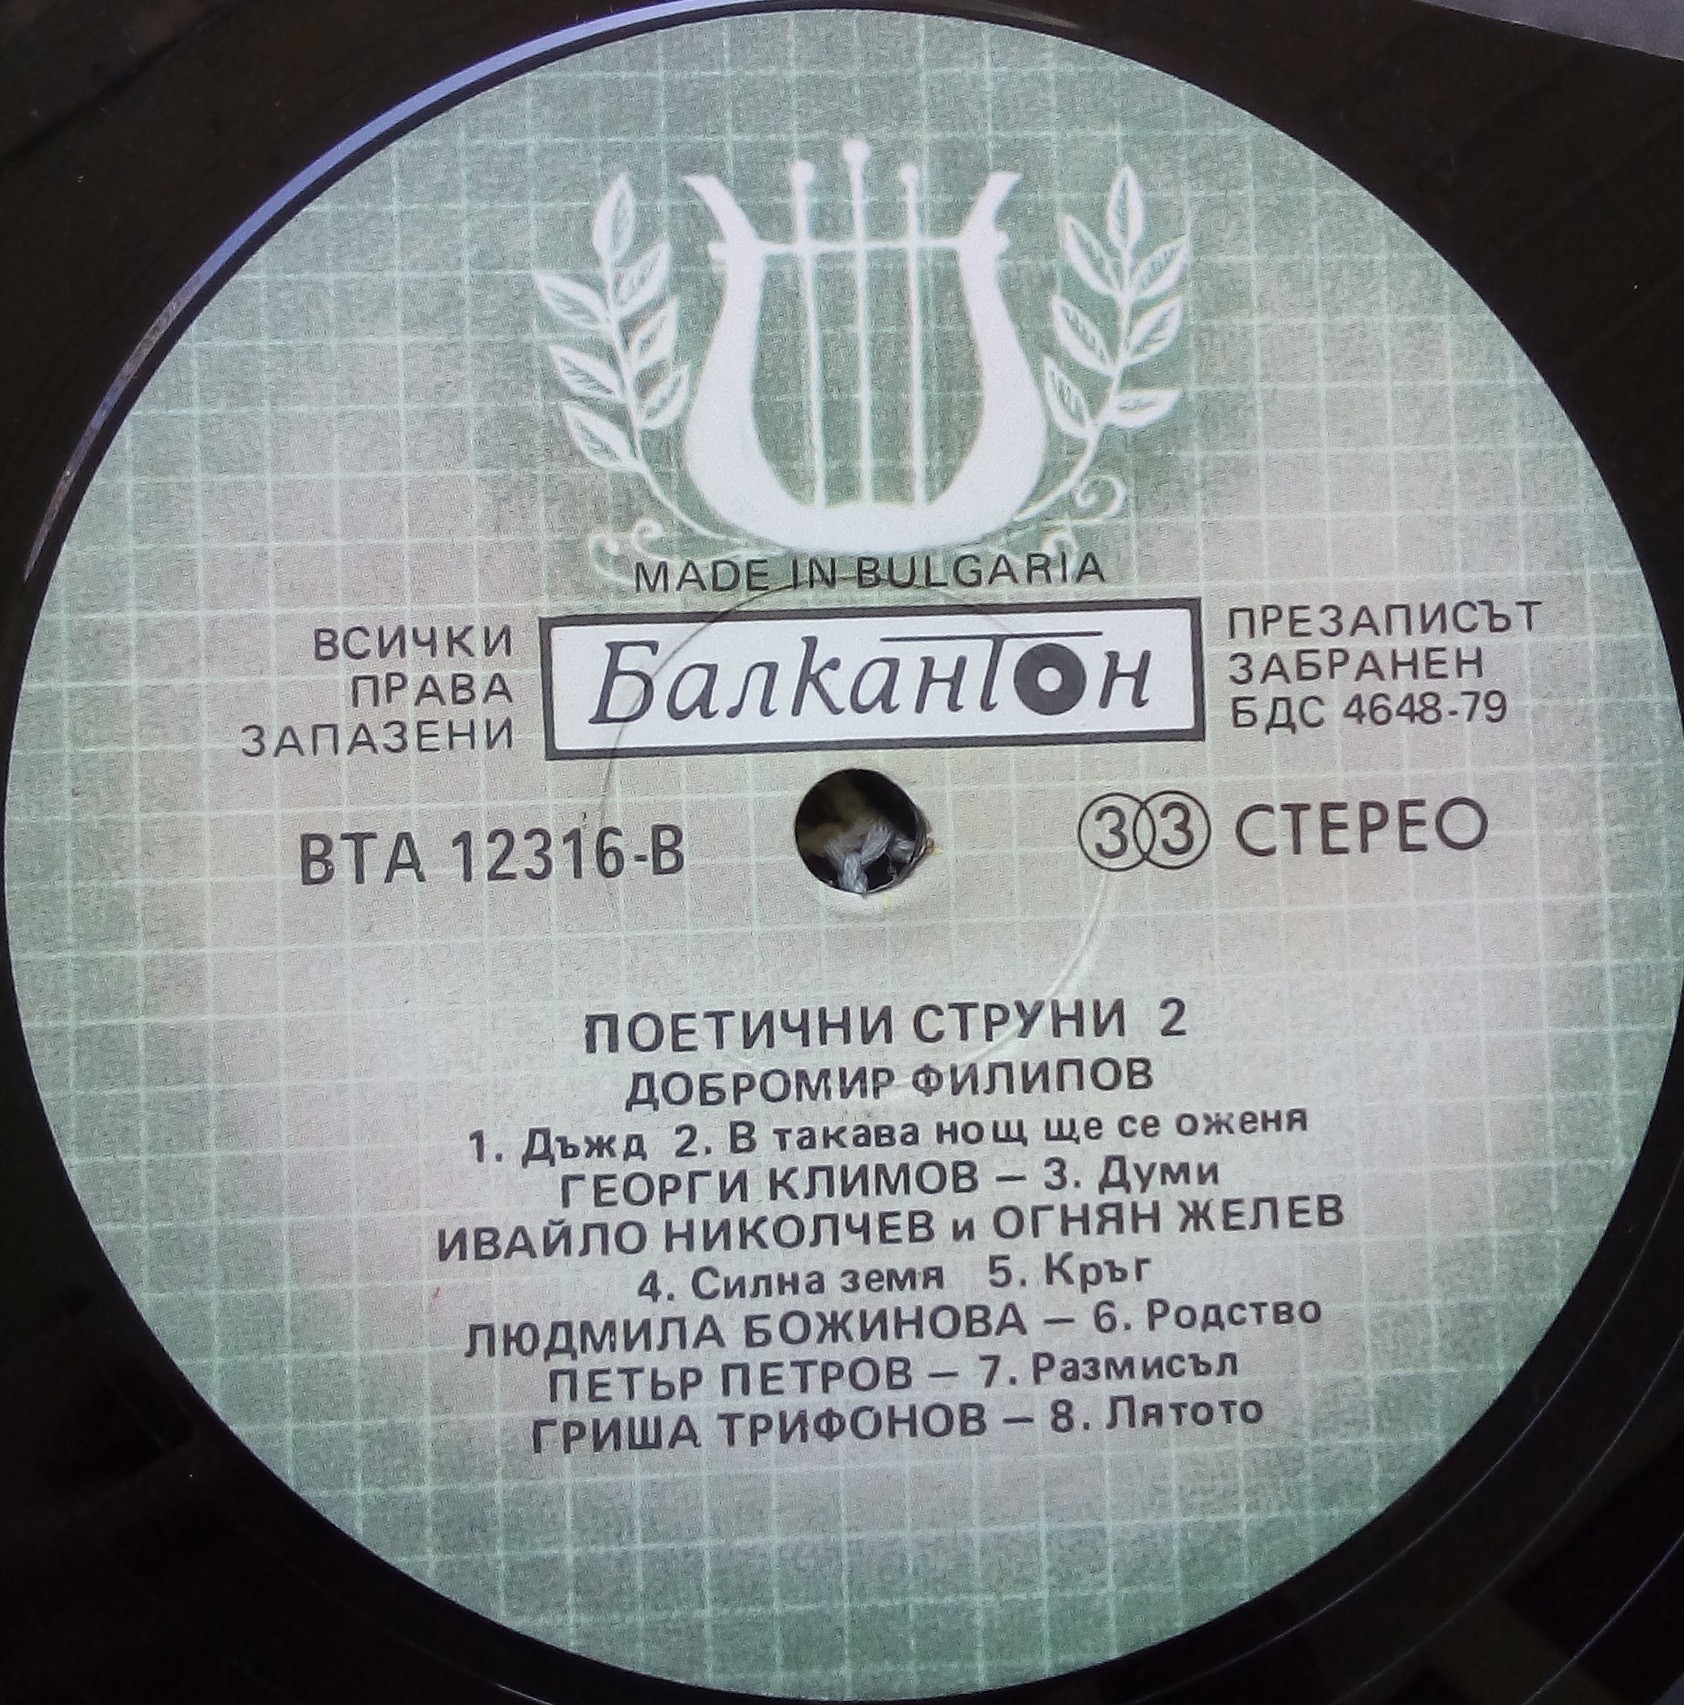 MADE IN BULGARIA
ВСИЧКИ
ПРАВА
ЗАПАЗЕНИ
Балкантон
ПРЕЗАПИСЪТ
ЗАБРАНЕН
БДС 4648-79
ВТА 12316-В
33 СТЕРЕО
ПОЕТИЧНИ СТРУНИ 2
ДОБРОМИР ФИЛИПОВ
1. Дъжд 2. В такава нощ ще се оженя
ГЕОРГИ КЛИМОВ – 3. Думи
ИВАЙЛО НИКОЛЧЕВ и ОГНЯН ЖЕЛЕВ
4. Силна земя 5. Кръг
ЛЮДМИЛА БОЖИНОВА – 6. Родство
ПЕТЬР ПЕТРОВ – 7. Размисъл
ГРИША ТРИФОНОВ – 8. Лятото